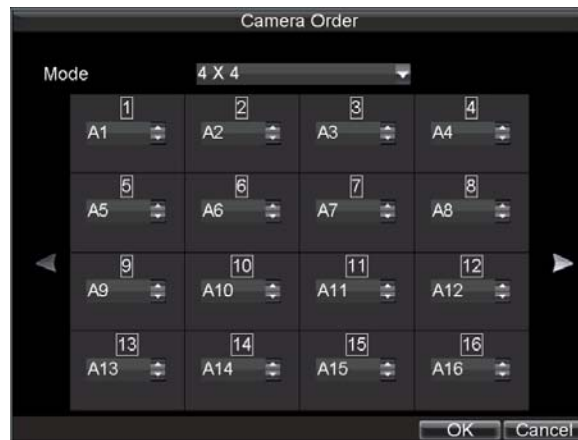 Camera Order
Mode 4 X 4
1 2 3 4
A1 A2 A3 A4
5 6 7 8
A5 A6 A7 A8
9 10 11 12
A9 A10 A11 A12
13 14 15 16
A13 A14 A15 A16
OK Cancel